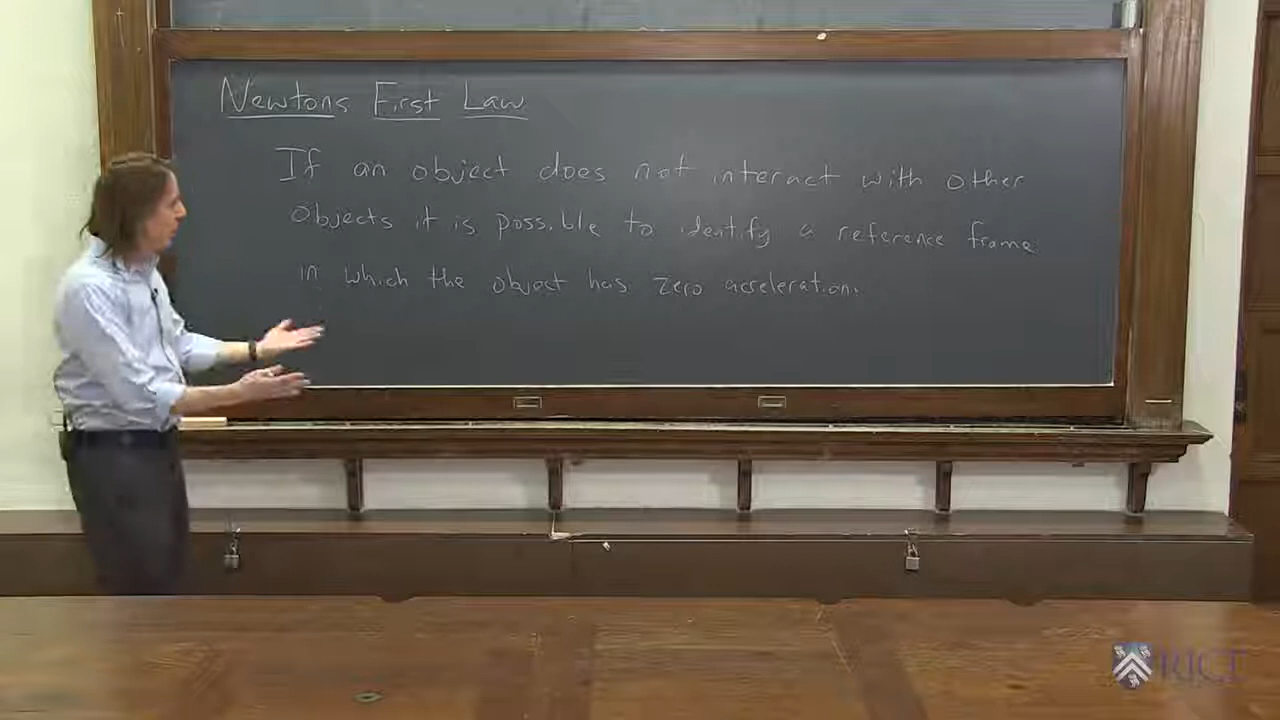 Newtons First Law
If an object does not interact with other
objects it is possible to identify a reference frame
in which the object has zero acceleration.
RICE